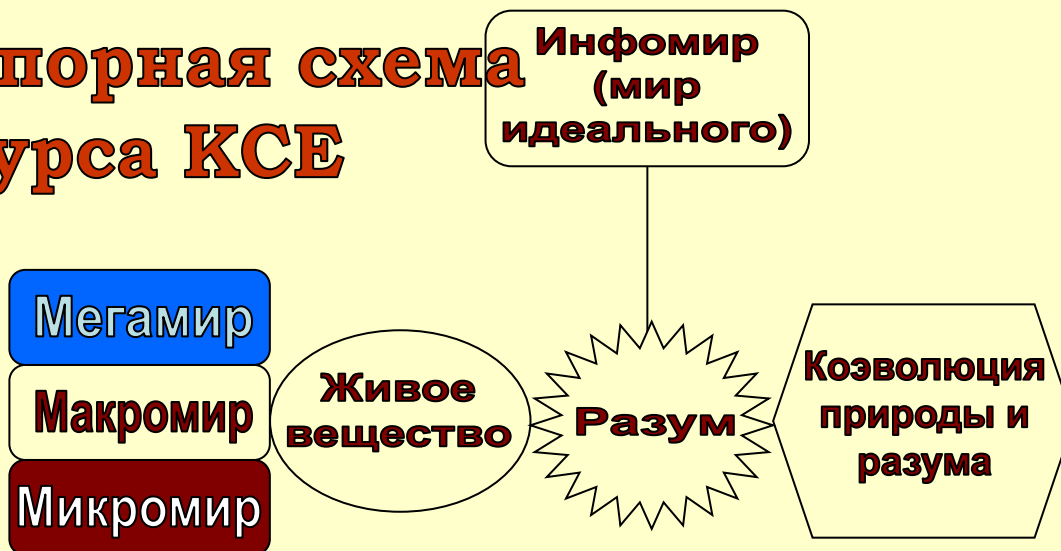 порная схема
урса КСЕ
Инфомир
(мир
идеального)
Мегамир
Макромир
Микромир
Живое
вещество
Разум
Коэволюция
природы и
разума